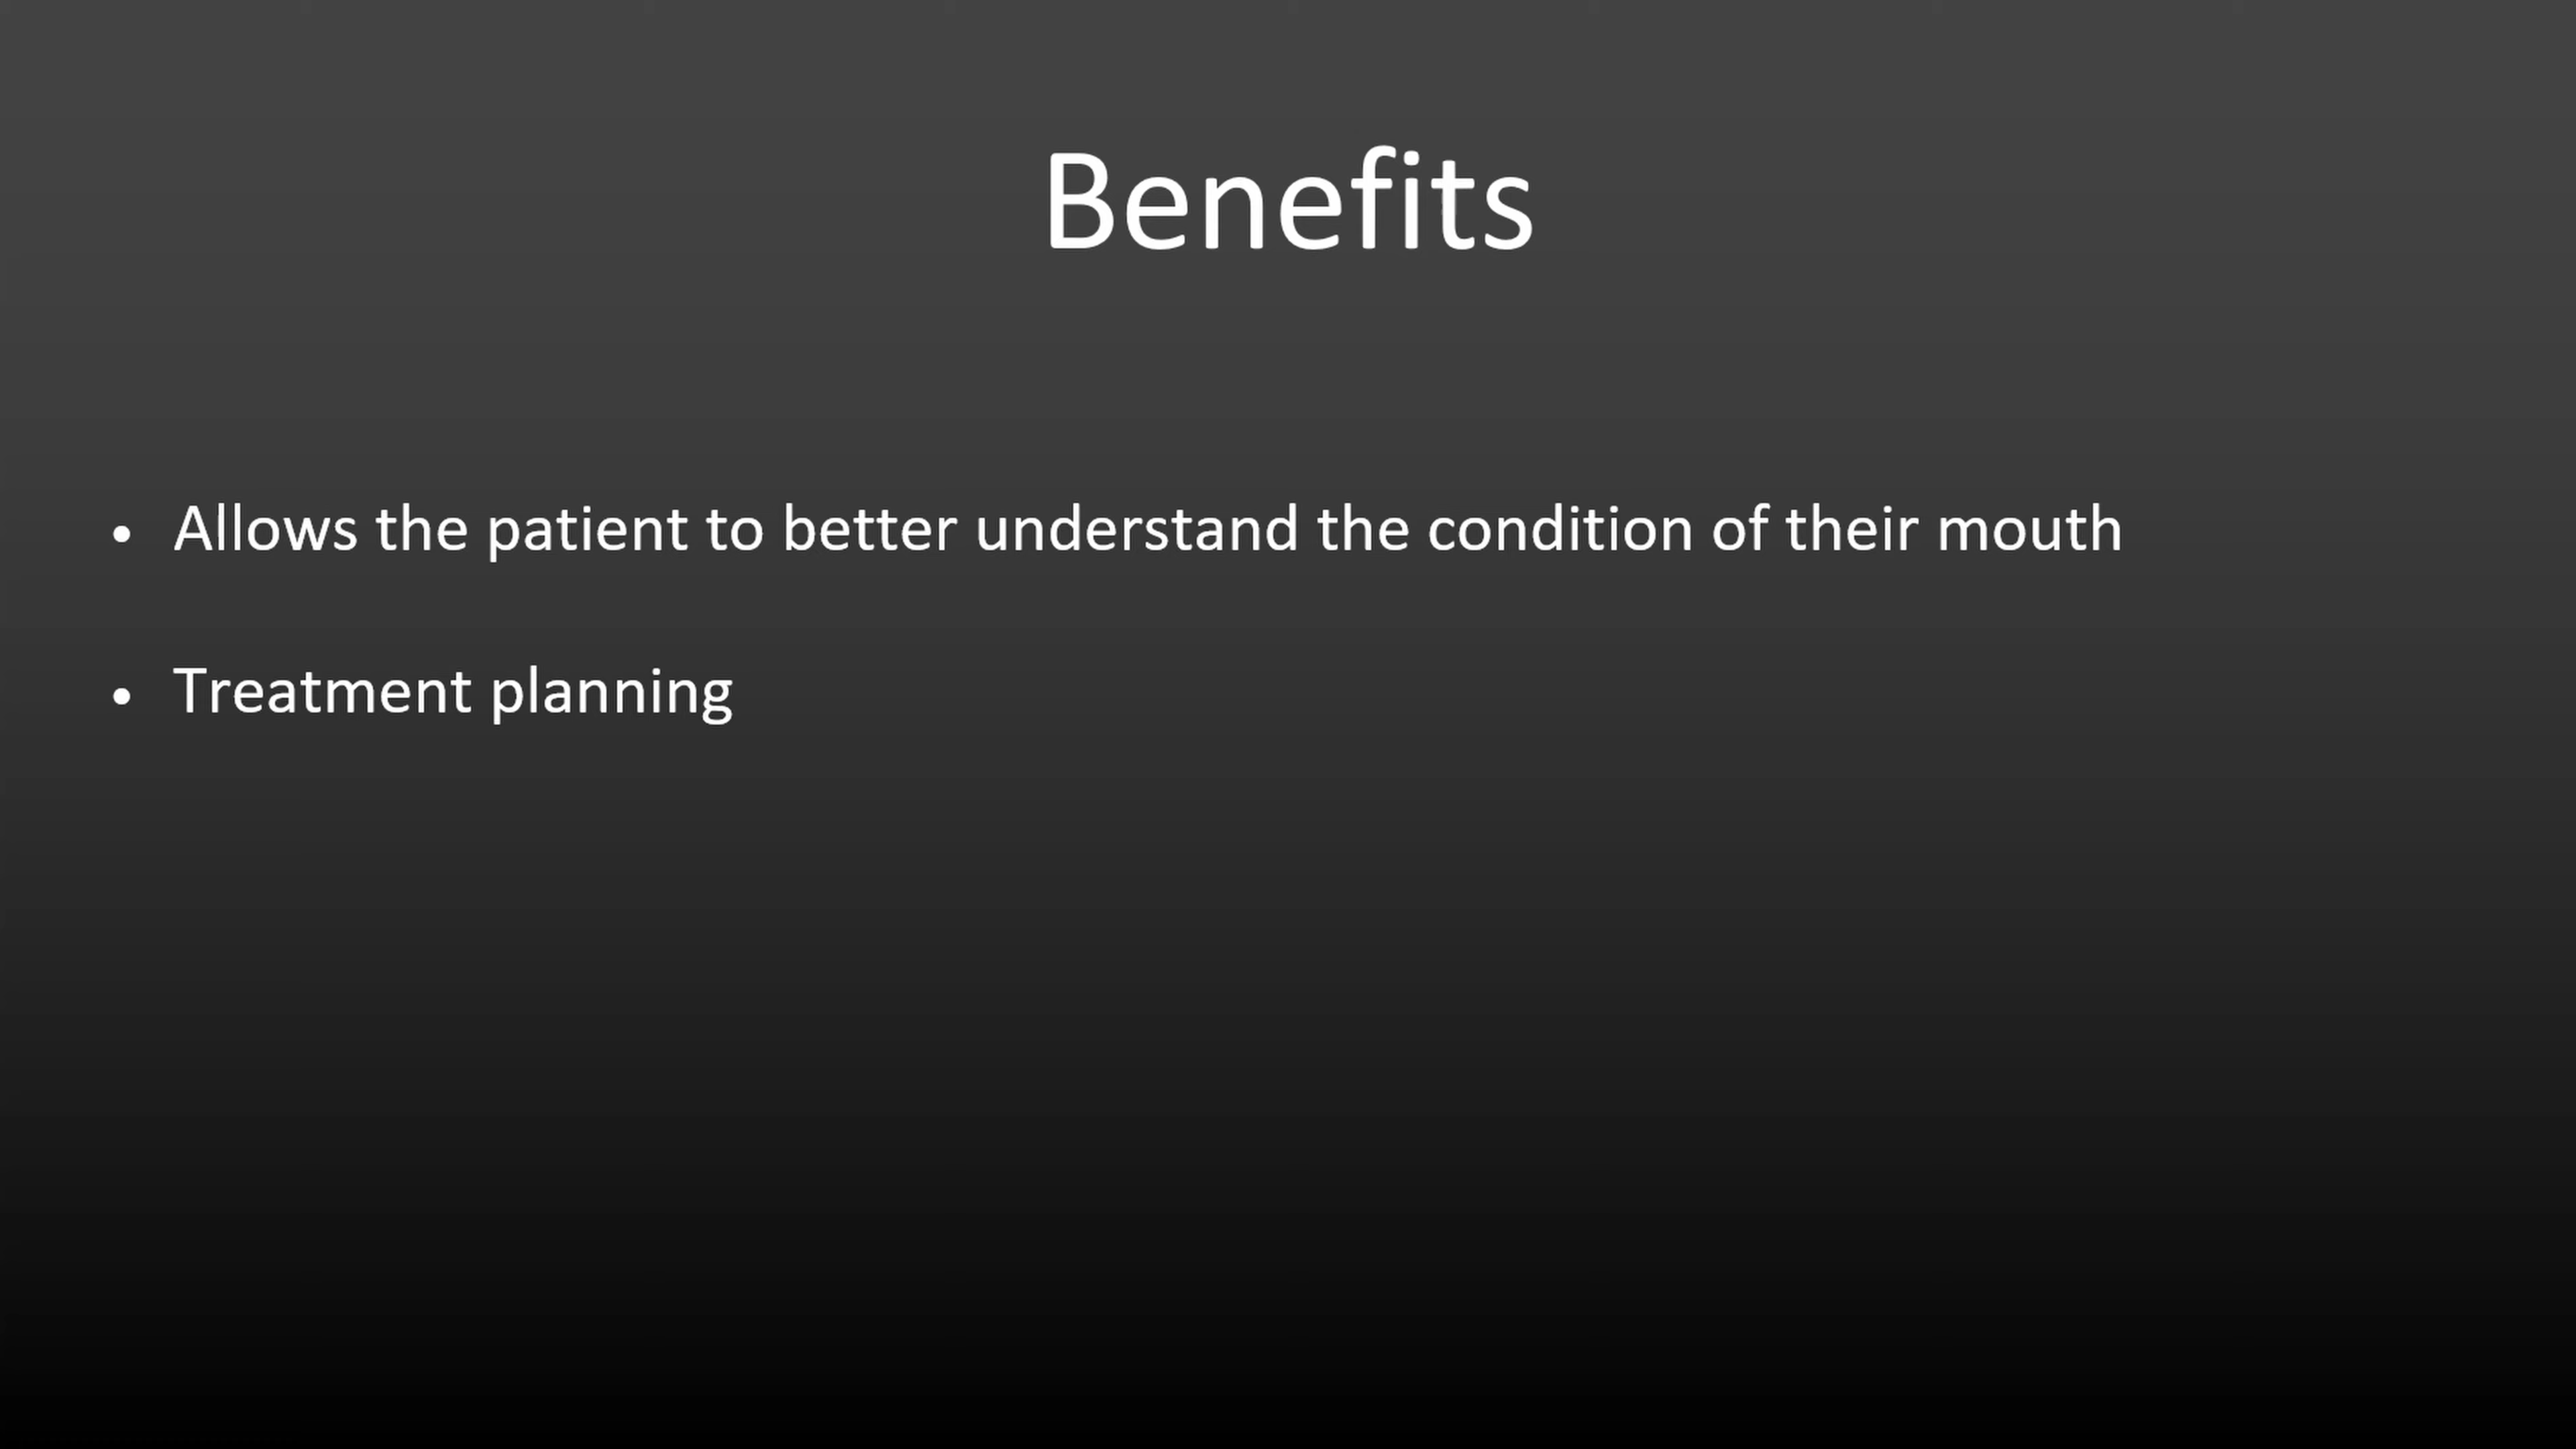 Benefits
• Allows the patient to better understand the condition of their mouth
• Treatment planning